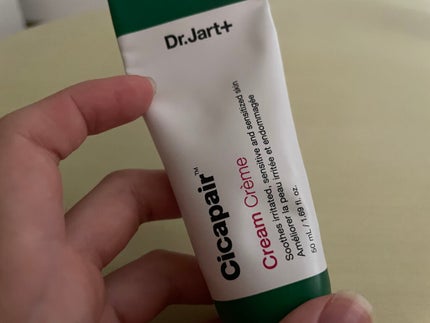 Dr.Jart+
Cicapair™
Cream Crème
Soothes irritated, sensitive and sensitized skin
Améliorer la peau irritée et endommagée
50 mL / 1.69 fl. oz.